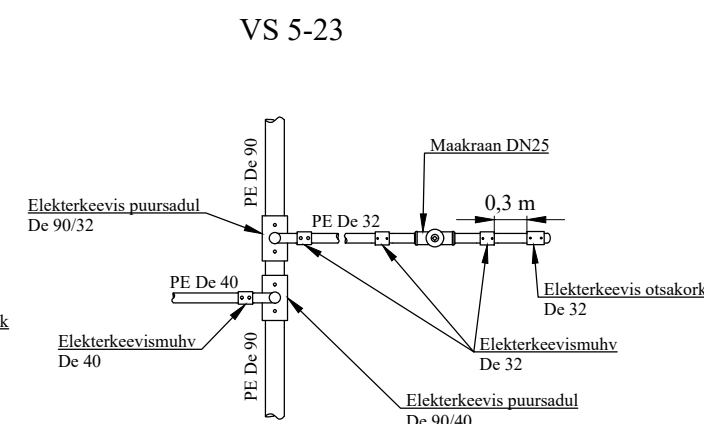 VS 5-23
PE De 90
Maakraan DN25
Elekterkeevis puursadul
De 90/32
PE De 32
0,3 m
PE De 40
Elekterkeevis otsakork
De 32
k
Elekterkeevismuhv
De 40
PE De 90
Elekterkeevismuhv
De 32
Elekterkeevis puursadul
De 90/40